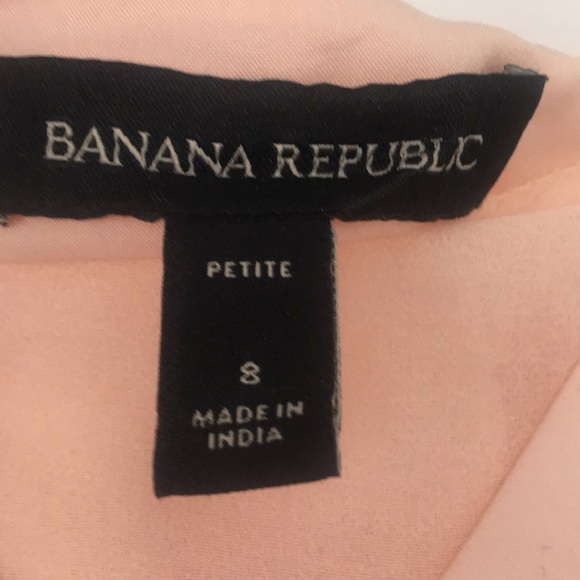 BANANA REPUBLIC
PETITE
8
MADE IN
INDIA